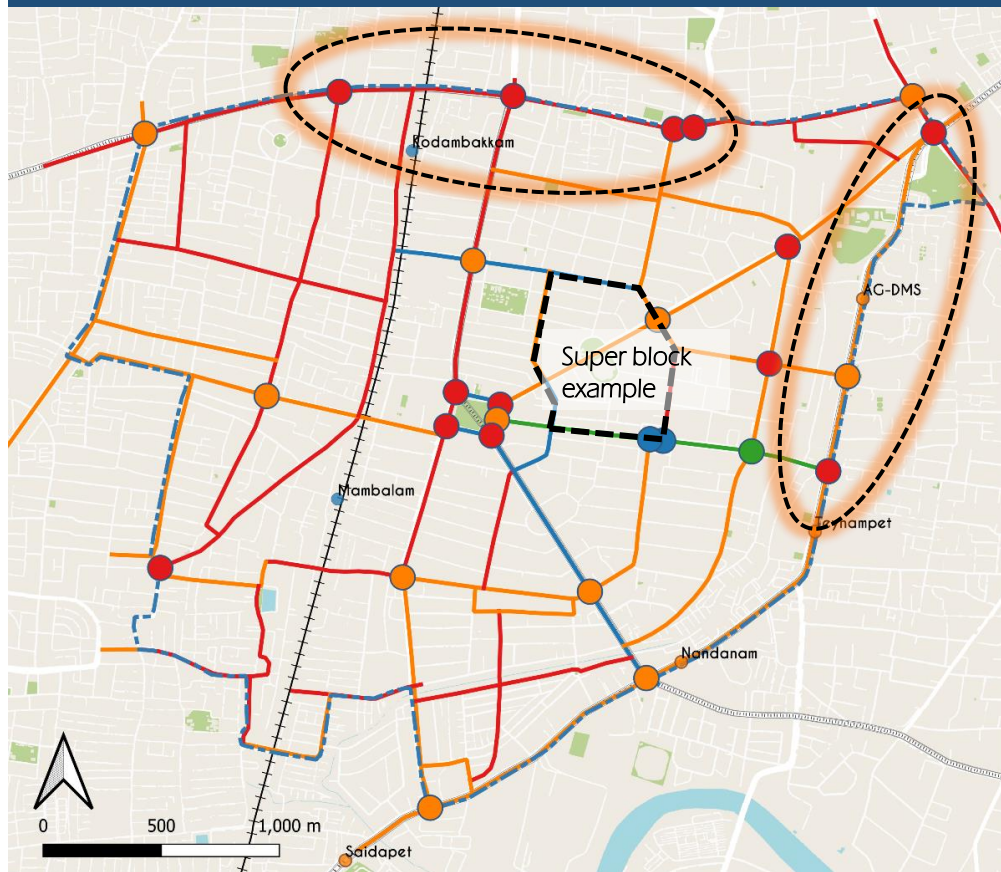 Kodambakkam
AG-DMS
Super block
example
Mambalam
Teynampet
Nandanam
0 500 1,000 m
Saidapet